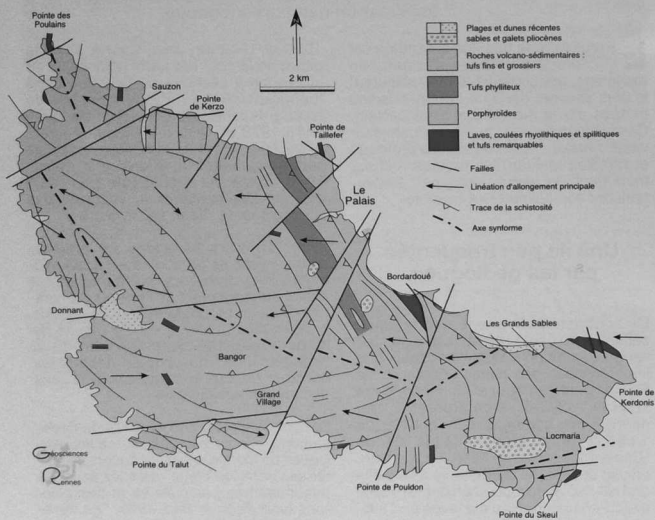 Pointe des
Poulains
Sauzon
Pointe
de Kerzo
2 km
Pointe de
Taillefer
Le
Palais
Bordardoué
Les Grands Sables
Pointe de
Kerdonis
Donnant
Bangor
Grand
Village
Locmaria
Pointe du Talut
Pointe de Pouldon
Pointe du Skeul
Géosciences
Rennes
Plages et dunes récentes
sables et galets pliocènes
Roches volcano-sédimentaires :
tufs fins et grossiers
Tufs phylliteux
Porphyroïdes
Laves, coulées rhyolithiques et spilitiques
et tufs remarquables
Failles
Linéation d'allongement principale
Trace de la schistosité
Axe synforme